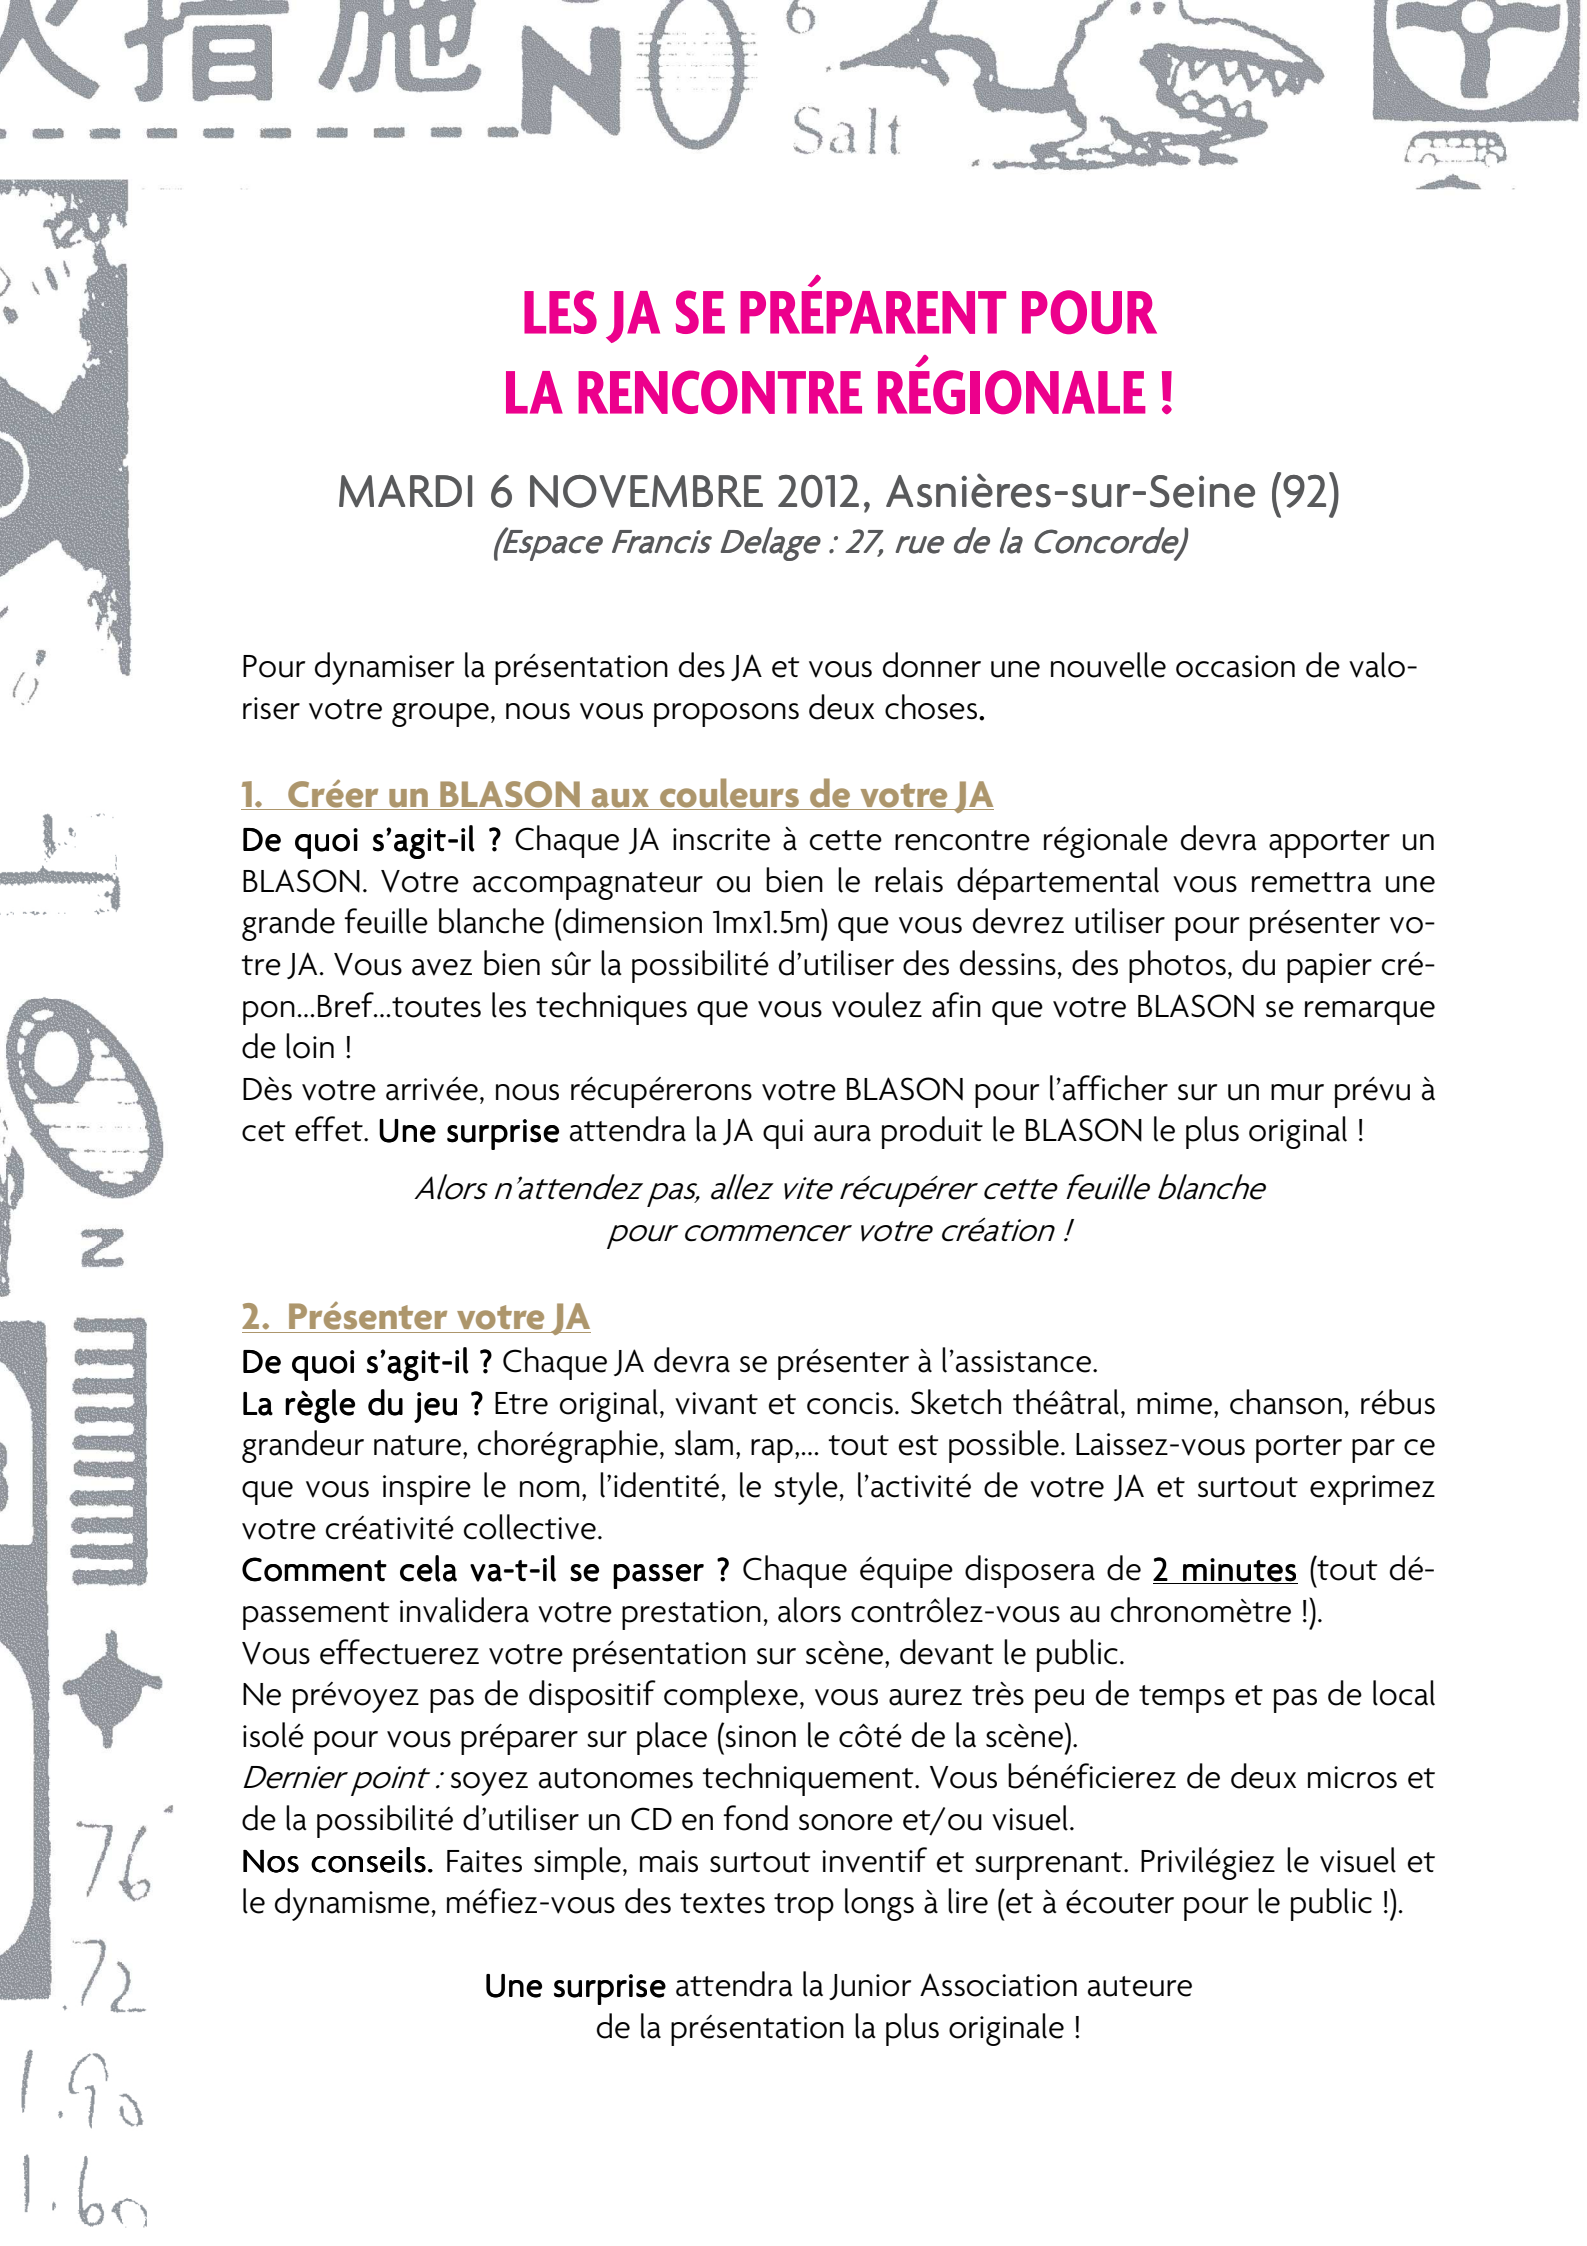 措施 NO
6
Salt
LES JA SE PRÉPARENT POUR
LA RENCONTRE RÉGIONALE !
MARDI 6 NOVEMBRE 2012, Asnières-sur-Seine (92)
(Espace Francis Delage : 27, rue de la Concorde)
Pour dynamiser la présentation des JA et vous donner une nouvelle occasion de valo-
riser votre groupe, nous vous proposons deux choses.
1. Créer un BLASON aux couleurs de votre JA
De quoi s’agit-il ? Chaque JA inscrite à cette rencontre régionale devra apporter un
BLASON. Votre accompagnateur ou bien le relais départemental vous remettra une
grande feuille blanche (dimension 1mx1.5m) que vous devrez utiliser pour présenter vo-
tre JA. Vous avez bien sûr la possibilité d’utiliser des dessins, des photos, du papier cré-
pon...Bref...toutes les techniques que vous voulez afin que votre BLASON se remarque
de loin !
Dès votre arrivée, nous récupérerons votre BLASON pour l’afficher sur un mur prévu à
cet effet. Une surprise attendra la JA qui aura produit le BLASON le plus original !
Alors n’attendez pas, allez vite récupérer cette feuille blanche
pour commencer votre création !
2. Présenter votre JA
De quoi s’agit-il ? Chaque JA devra se présenter à l’assistance.
La règle du jeu ? Etre original, vivant et concis. Sketch théâtral, mime, chanson, rébus
grandeur nature, chorégraphie, slam, rap,... tout est possible. Laissez-vous porter par ce
que vous inspire le nom, l’identité, le style, l’activité de votre JA et surtout exprimez
votre créativité collective.
Comment cela va-t-il se passer ? Chaque équipe disposera de 2 minutes (tout dé-
passement invalidera votre prestation, alors contrôlez-vous au chronomètre !).
Vous effectuerez votre présentation sur scène, devant le public.
Ne prévoyez pas de dispositif complexe, vous aurez très peu de temps et pas de local
isolé pour vous préparer sur place (sinon le côté de la scène).
Dernier point : soyez autonomes techniquement. Vous bénéficierez de deux micros et
de la possibilité d’utiliser un CD en fond sonore et/ou visuel.
Nos conseils. Faites simple, mais surtout inventif et surprenant. Privilégiez le visuel et
le dynamisme, méfiez-vous des textes trop longs à lire (et à écouter pour le public !).
Une surprise attendra la Junior Association auteure
de la présentation la plus originale !
N
76
.72
1.90